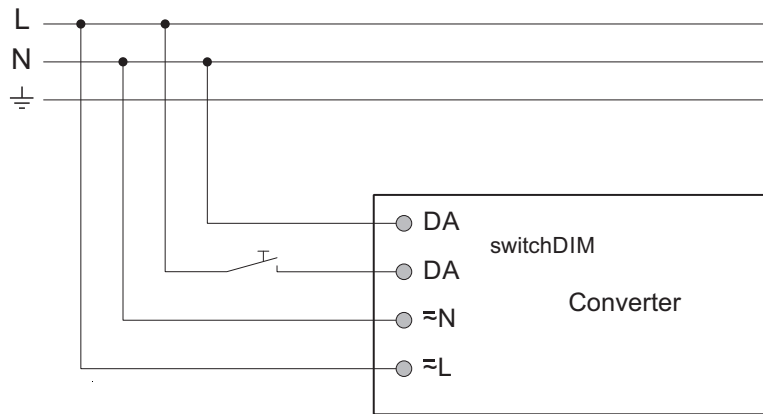 L
N
DA
switchDIM
DA
Converter
≂N
≂L